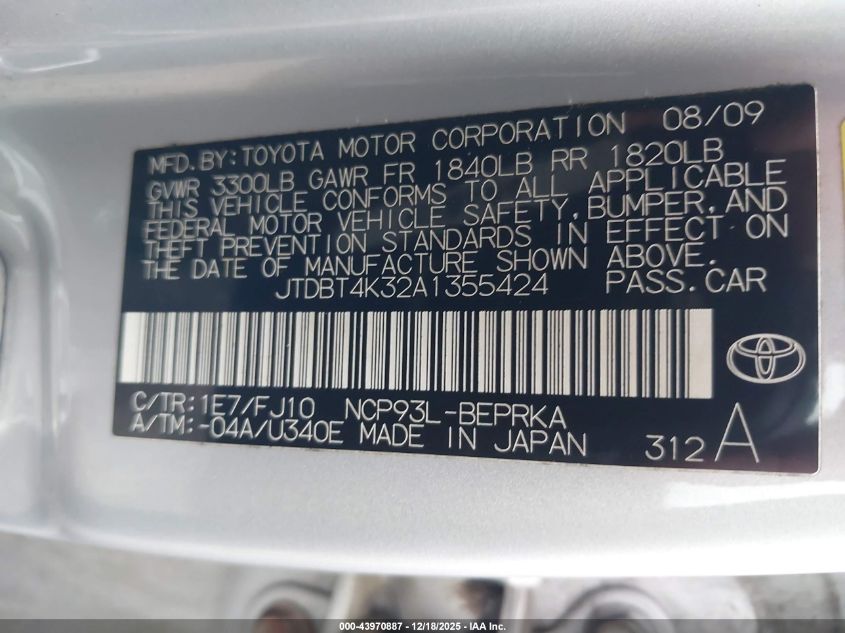 MFD.BY:TOYOTA MOTOR CORPORATION 08/09
GVWR 3300LB GAWR FR 1840LB RR 1820LB
THIS VEHICLE CONFORMS TO ALL APPLICABLE
FEDERAL MOTOR VEHICLE SAFETY,BUMPER,AND
THEFT PREVENTION STANDARDS IN EFFECT ON
THE DATE OF MANUFACTURE SHOWN ABOVE.
JTDBT4K32A1355424 PASS.CAR
C/TR:1E7/FJ10 NCP93L-BEPRKA
A/TM:-04A/U340E MADE IN JAPAN 312 A
000-43970887 - 12/18/2025 - IAA Inc.